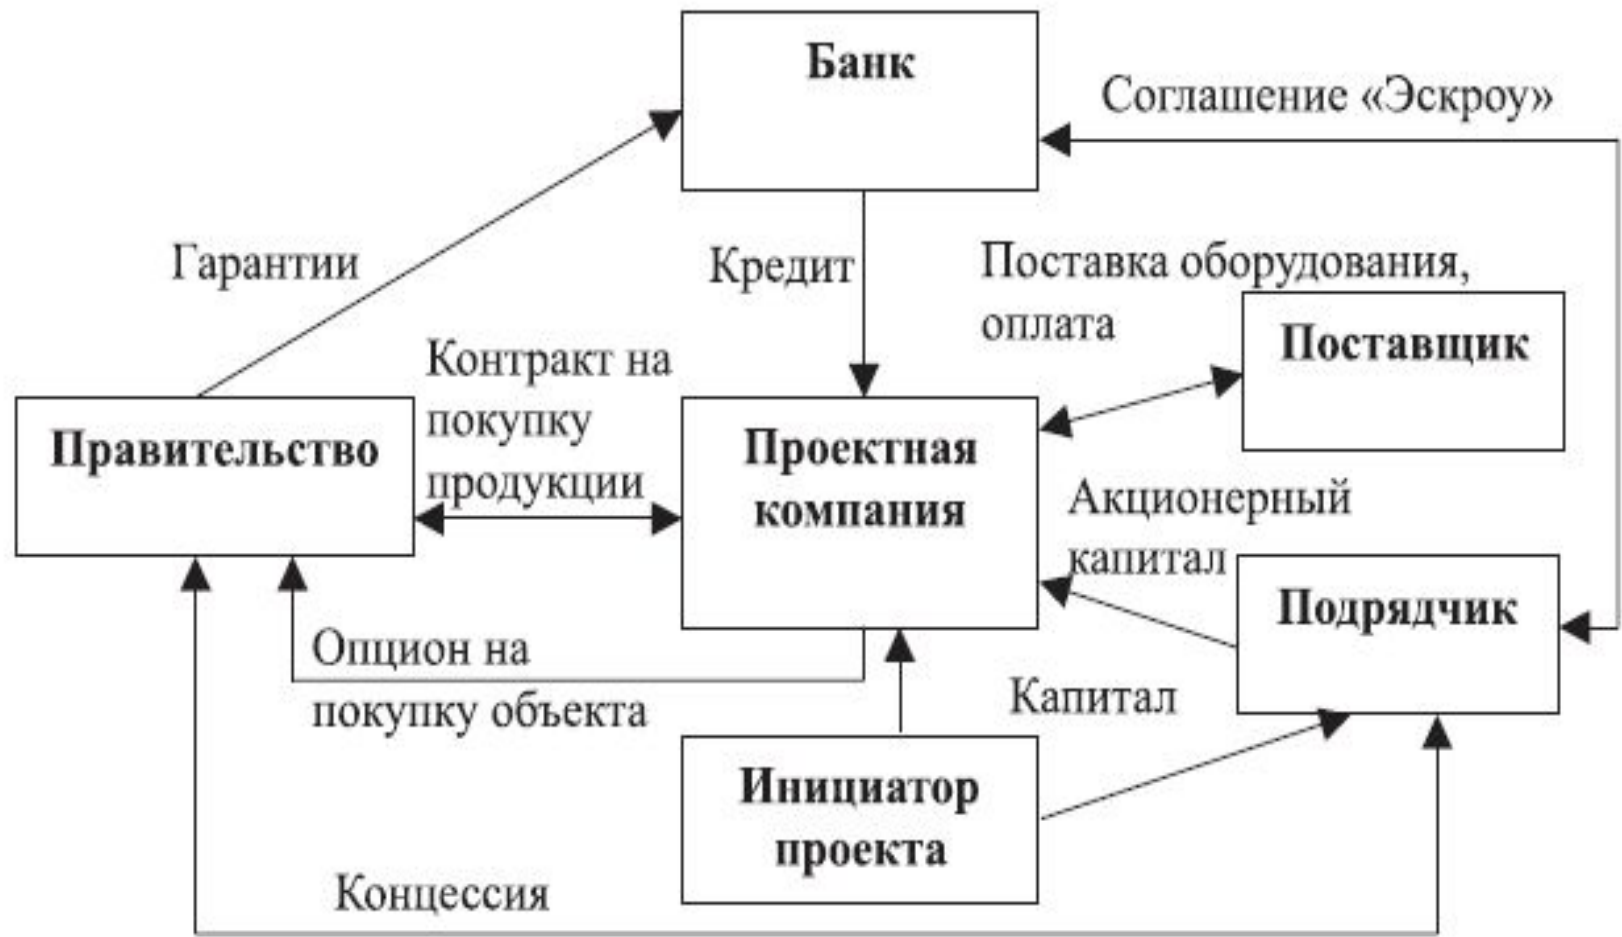 Банк
Соглашение «Эскроу»
Гарантии
Кредит
Поставка оборудования,
оплата
Поставщик
Контракт на
покупку
продукции
Правительство
Проектная
компания
Акционерный
капитал
Подрядчик
Опцион на
покупку объекта
Капитал
Инициатор
проекта
Концессия